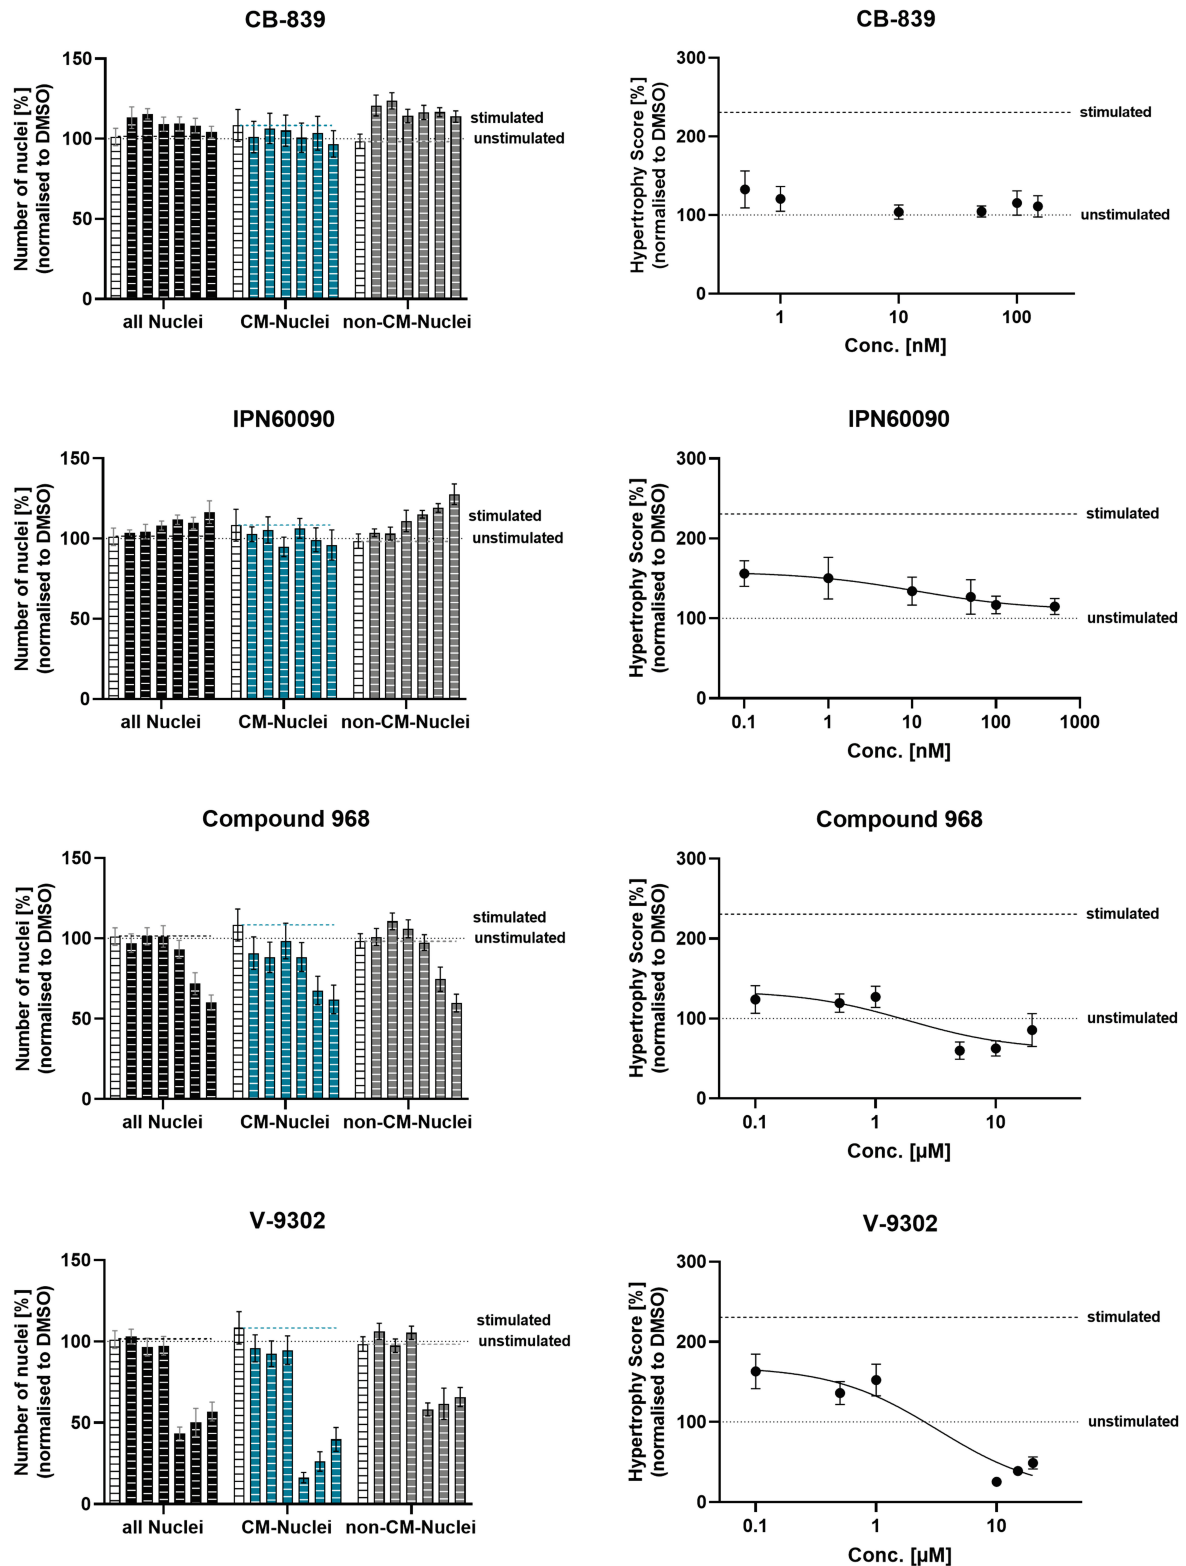 CB-839
Number of nuclei [%]
(normalised to DMSO)
150
100
50
0
stimulated
unstimulated
all Nuclei
CM-Nuclei
non-CM-Nuclei
CB-839
Hypertrophy Score [%]
(normalised to DMSO)
300
200
100
0
stimulated
unstimulated
1
10
100
Conc. [nM]
IPN60090
Number of nuclei [%]
(normalised to DMSO)
150
100
50
0
stimulated
unstimulated
all Nuclei
CM-Nuclei
non-CM-Nuclei
IPN60090
Hypertrophy Score [%]
(normalised to DMSO)
300
200
100
0
stimulated
unstimulated
0.1
1
10
100
1000
Conc. [nM]
Compound 968
Number of nuclei [%]
(normalised to DMSO)
150
100
50
0
stimulated
unstimulated
all Nuclei
CM-Nuclei
non-CM-Nuclei
Compound 968
Hypertrophy Score [%]
(normalised to DMSO)
300
200
100
0
stimulated
unstimulated
0.1
1
10
Conc. [µM]
V-9302
Number of nuclei [%]
(normalised to DMSO)
150
100
50
0
stimulated
unstimulated
all Nuclei
CM-Nuclei
non-CM-Nuclei
V-9302
Hypertrophy Score [%]
(normalised to DMSO)
300
200
100
0
stimulated
unstimulated
0.1
1
10
Conc. [µM]